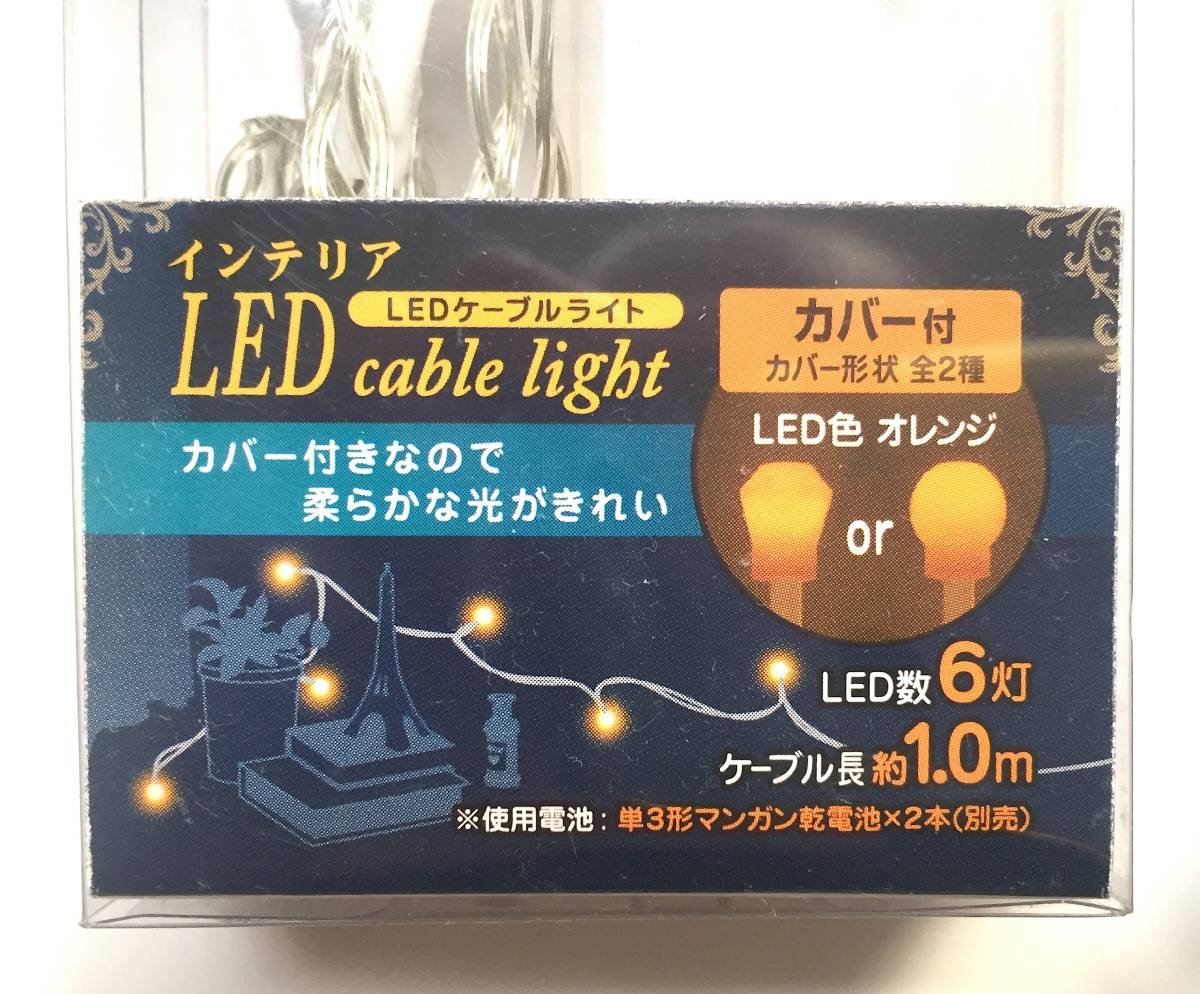 インテリア
LED
LEDケーブルライト
cable light
カバー付きなので
柔らかな光がきれい
カバー付
カバー形状 全2種
LED色 オレンジ
or
LED数 6灯
ケーブル長 約1.0m
※使用電池：単3形マンガン乾電池×2本(別売)